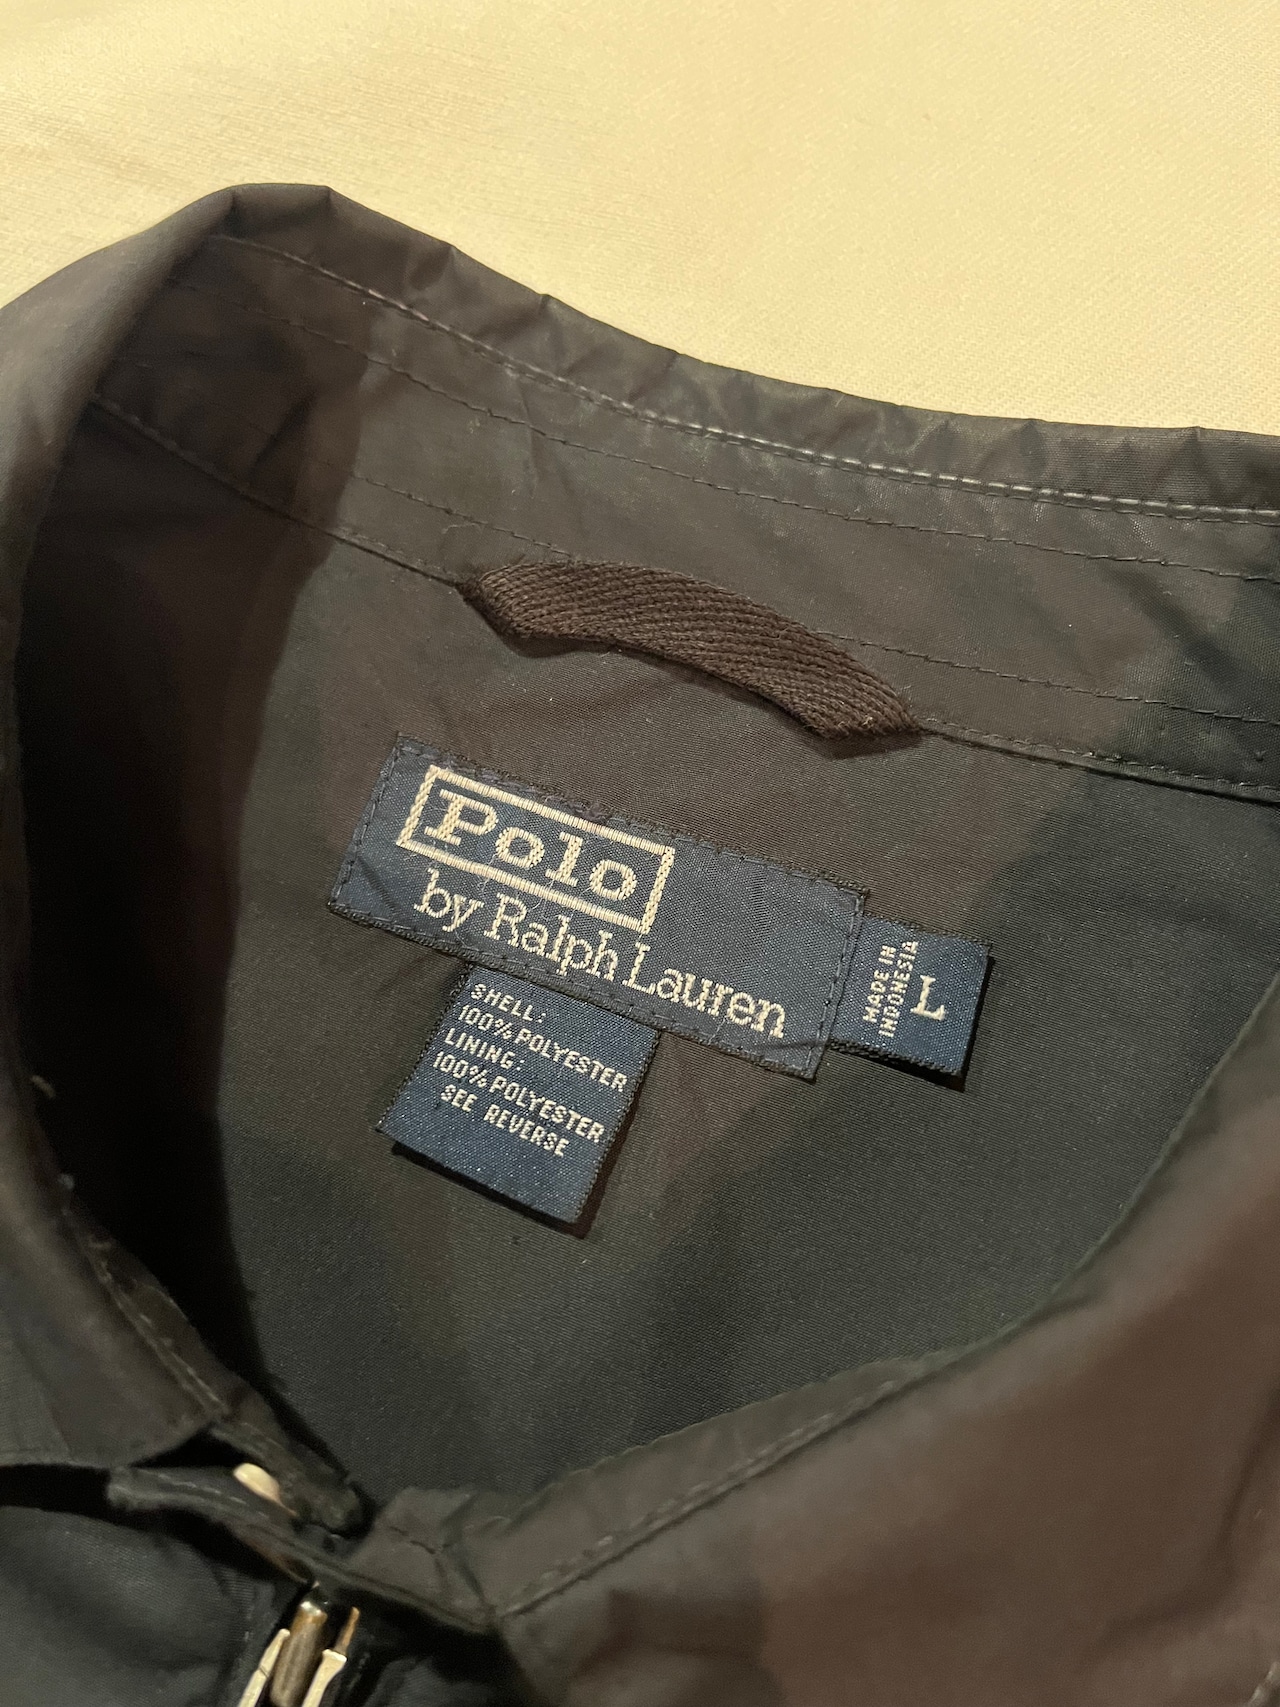 Polo
by Ralph Lauren
MADE IN
INDONESIA
L
SHELL:
100% POLYESTER
LINING:
100% POLYESTER
SEE REVERSE